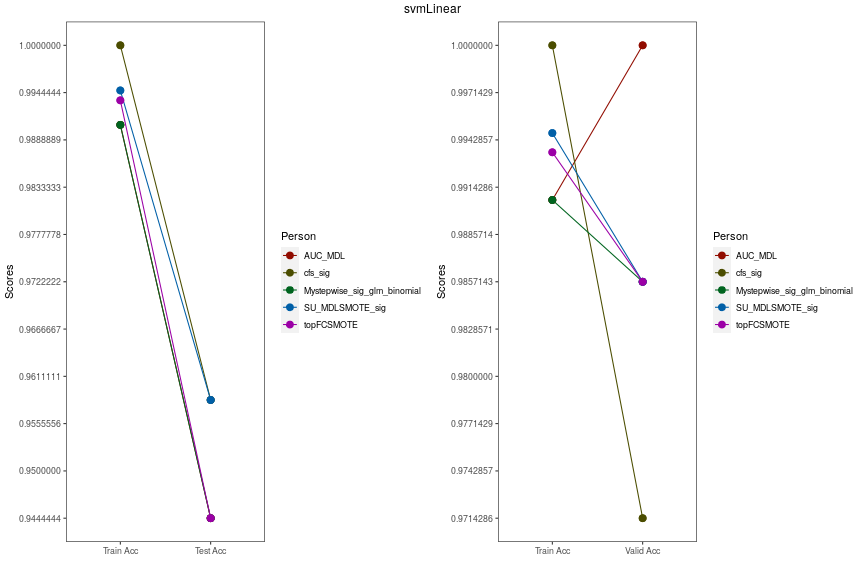 svmLinear
Scores
1.0000000
0.9944444
0.9888889
0.9833333
0.9777778
0.9722222
0.9666667
0.9611111
0.9555556
0.9500000
0.9444444
Train Acc
Test Acc
Person
AUC_MDL
cfs_sig
Mystepwise_sig_glm_binomial
SU_MDLSMOTE_sig
topFCSMOTE
Scores
1.0000000
0.9971429
0.9942857
0.9914286
0.9885714
0.9857143
0.9828571
0.9800000
0.9771429
0.9742857
0.9714286
Train Acc
Valid Acc
Person
AUC_MDL
cfs_sig
Mystepwise_sig_glm_binomial
SU_MDLSMOTE_sig
topFCSMOTE